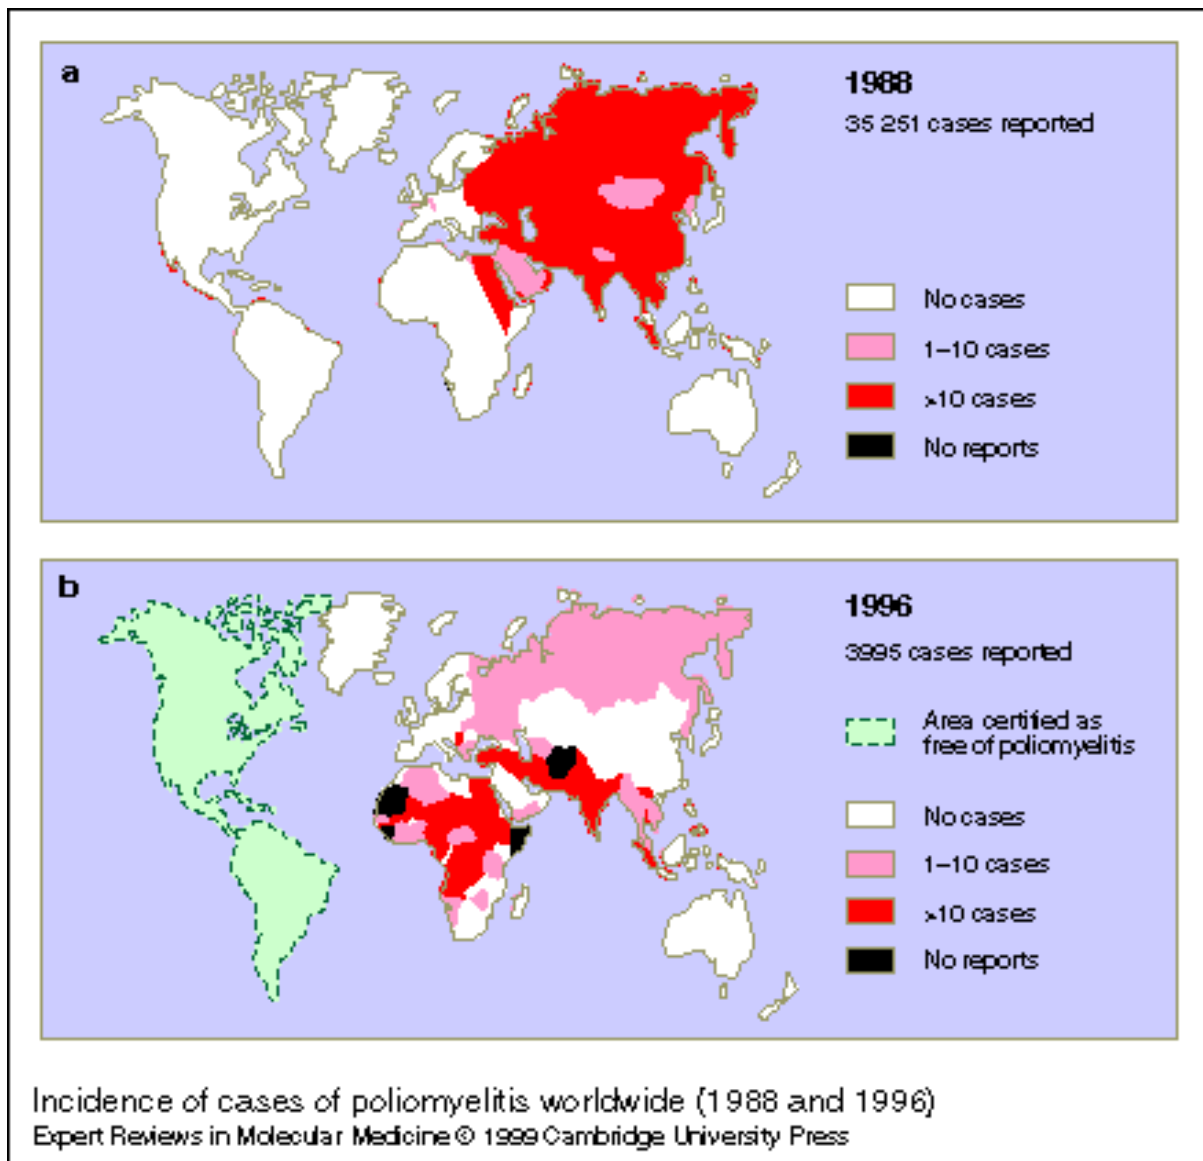 a
1988
35 251 cases reported
No cases
1–10 cases
>10 cases
No reports
b
1996
3995 cases reported
Area certified as
free of poliomyelitis
No cases
1–10 cases
>10 cases
No reports
Incidence of cases of poliomyelitis worldwide (1988 and 1996)
Expert Reviews in Molecular Medicine © 1999 Cambridge University Press